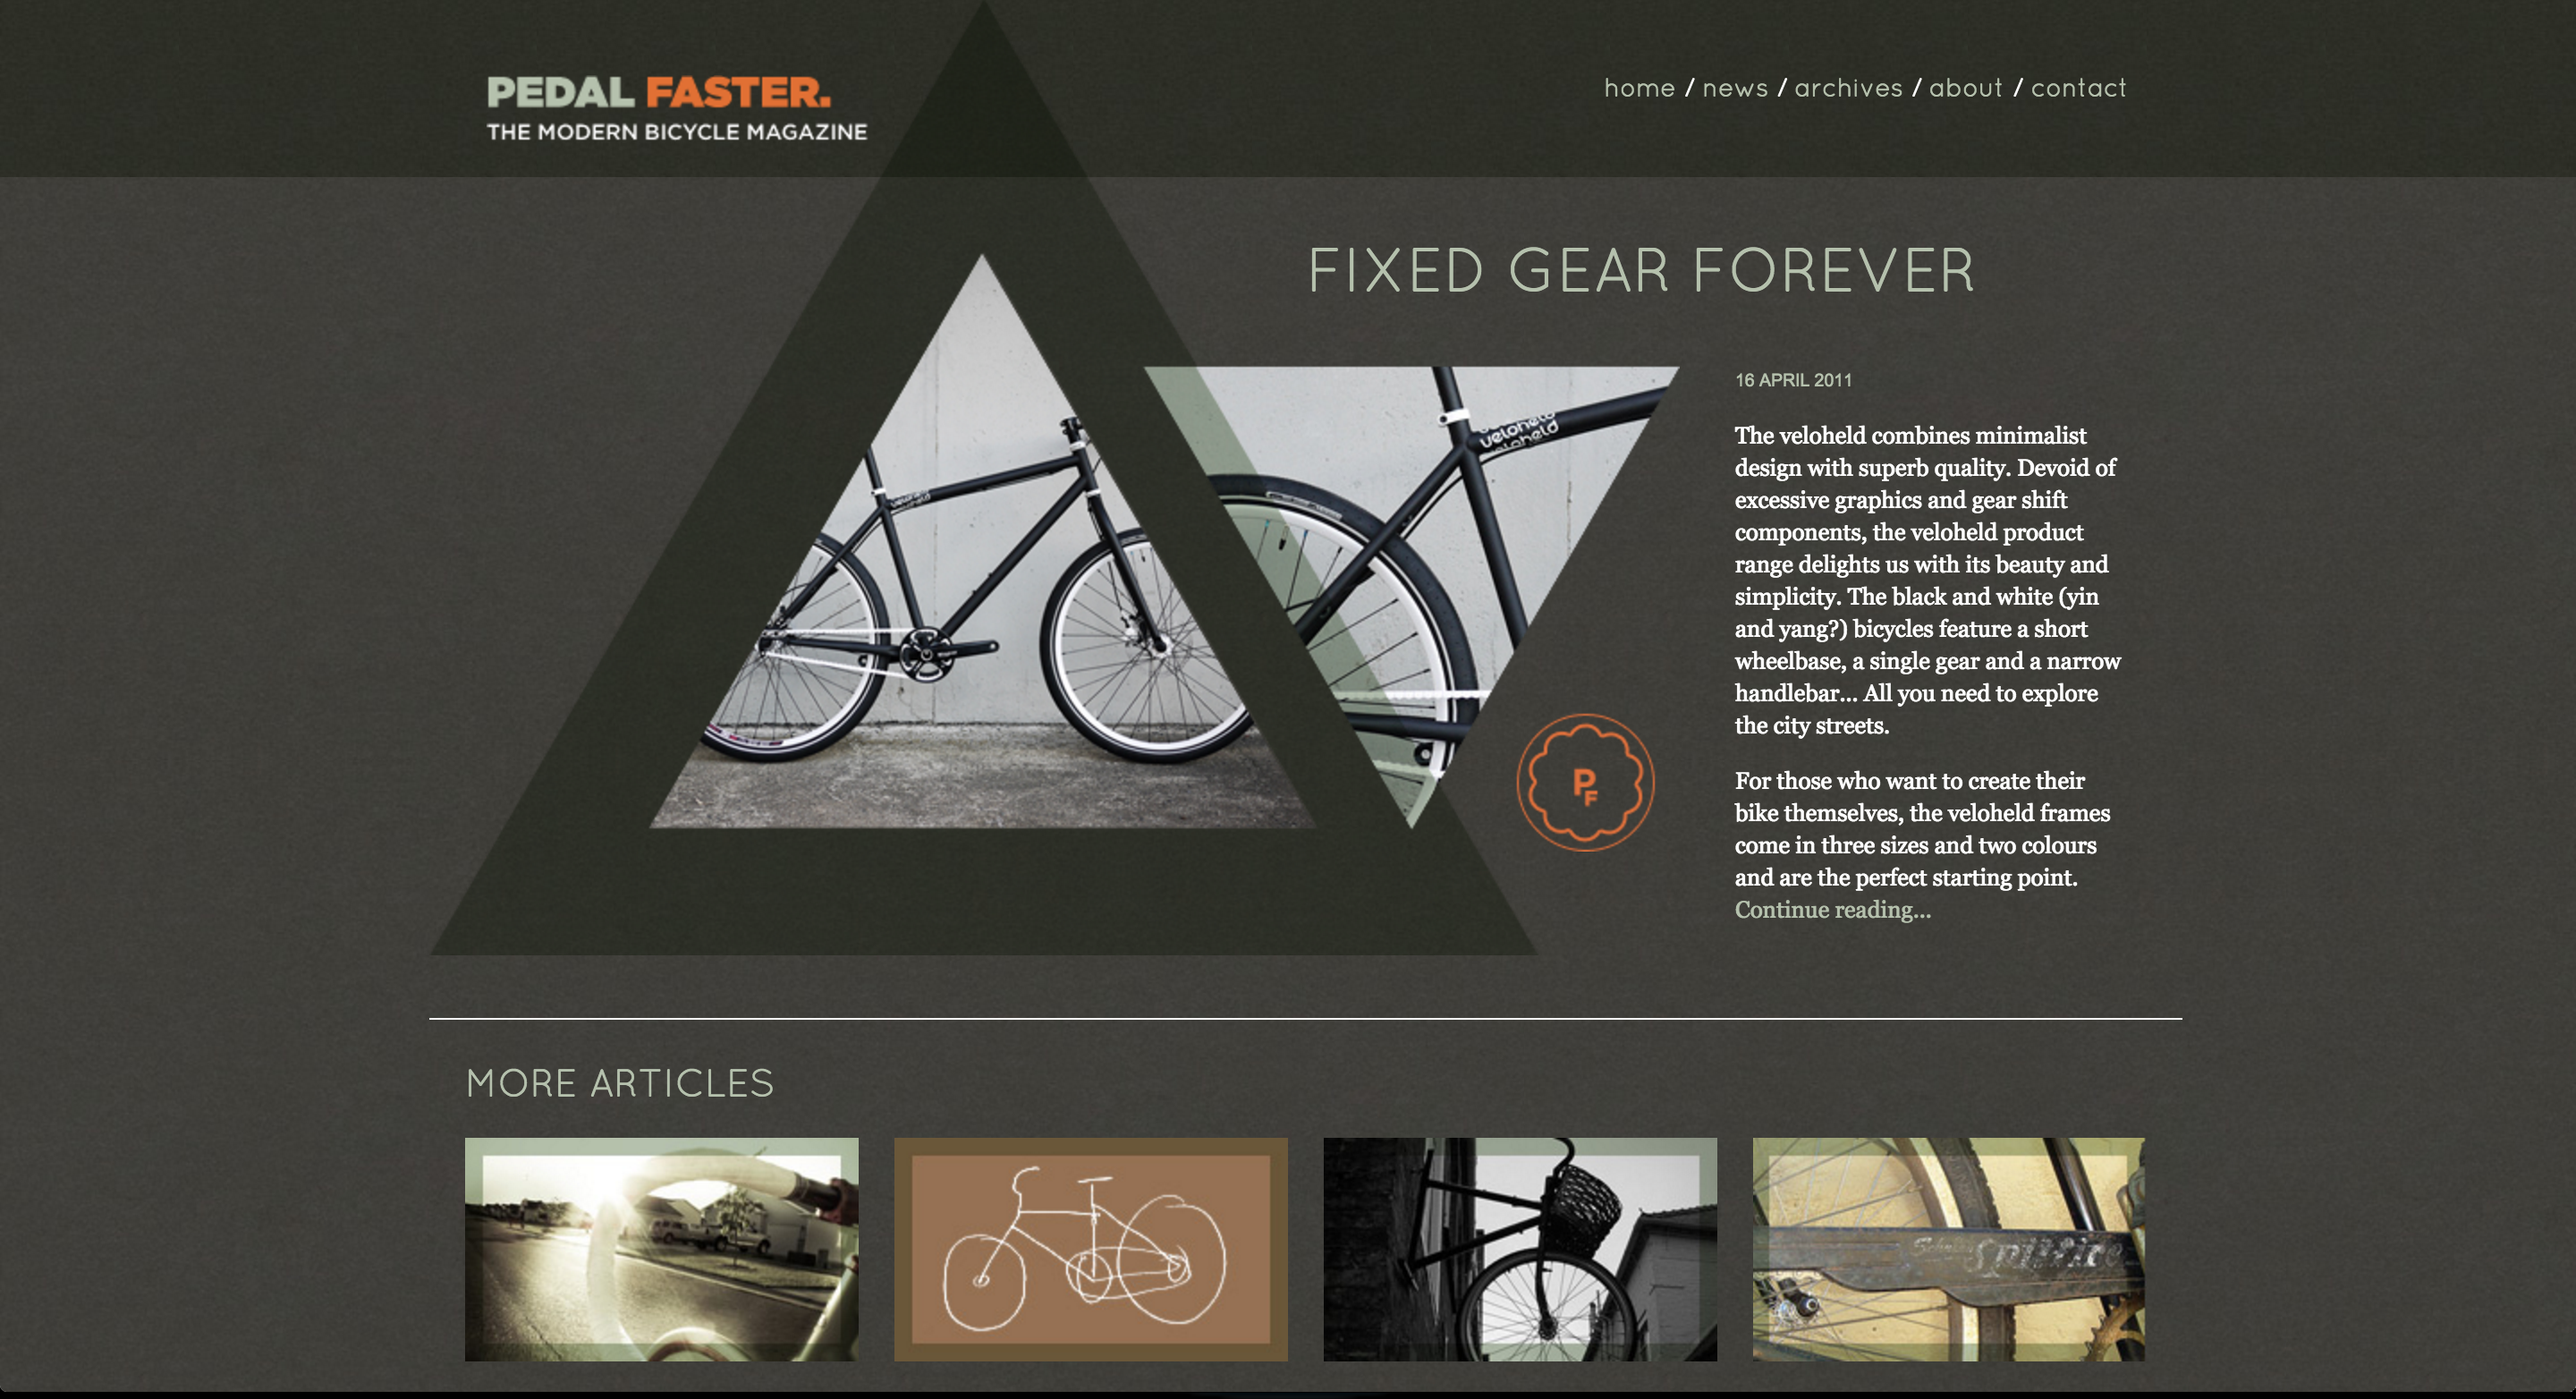 PEDAL FASTER.
THE MODERN BICYCLE MAGAZINE
home / news / archives / about / contact
FIXED GEAR FOREVER
veloheld
16 APRIL 2011
The veloheld combines minimalist
design with superb quality. Devoid of
excessive graphics and gear shift
components, the veloheld product
range delights us with its beauty and
simplicity. The black and white (yin
and yang?) bicycles feature a short
wheelbase, a single gear and a narrow
handlebar... All you need to explore
the city streets.
For those who want to create their
bike themselves, the veloheld frames
come in three sizes and two colours
and are the perfect starting point.
Continue reading...
PF
MORE ARTICLES
Spitfire